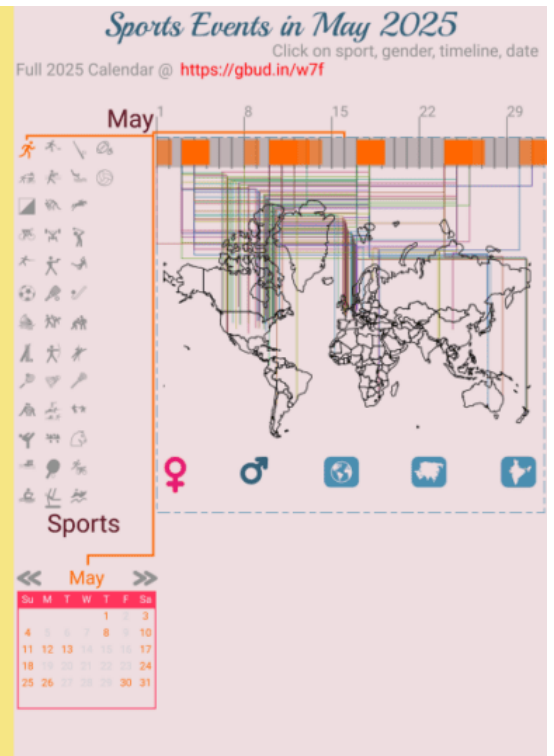 Sports Events in May 2025
Click on sport, gender, timeline, date
Full 2025 Calendar @ https://gbud.in/w7f
May
1 8 15 22 29
Sports
May
Su M T W T F Sa
1 2 3
4 5 6 7 8 9 10
11 12 13 14 15 16 17
18 19 20 21 22 23 24
25 26 27 28 29 30 31